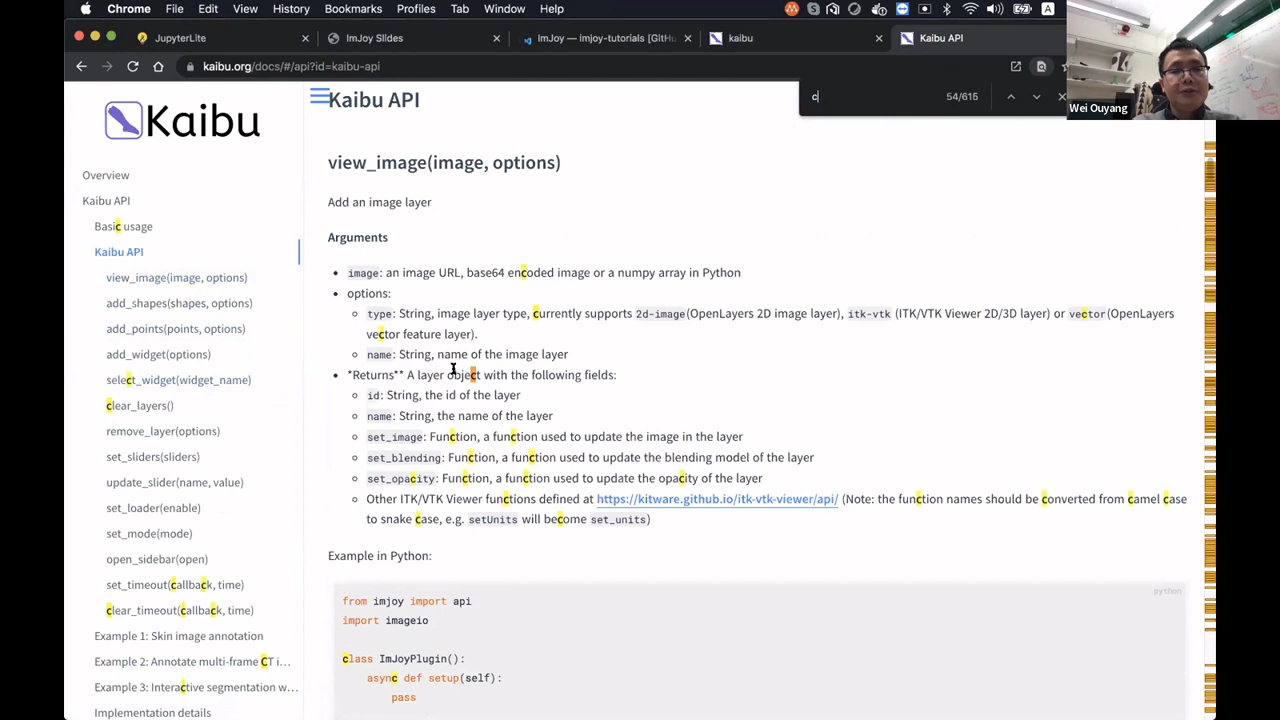 Chrome File Edit View History Bookmarks Profiles Tab Window Help
JupyterLite × ImJoy Slides × ImJoy — imjoy-tutorials [GitHu × kaibu × Kaibu API
kaibu.org/docs/#/api?id=kaibu-api
54/615
Wei Ouyang
Kaibu
Overview
Kaibu API
Basic usage
Kaibu API
view_image(image, options)
add_shapes(shapes, options)
add_points(points, options)
add_widget(options)
select_widget(widget_name)
clear_layers()
remove_layer(options)
set_sliders(sliders)
update_slider(name, value)
set_loader(enable)
set_mode(mode)
open_sidebar(open)
set_timeout(callback, time)
clear_timeout(callback, time)
Example 1: Skin image annotation
Example 2: Annotate multi-frame CT i...
Example 3: Interactive segmentation w...
Implementation details
Kaibu API
view_image(image, options)
Add an image layer
Arguments
image: an image URL, base64 encoded image or a numpy array in Python
options:
type: String, image layer type, currently supports 2d-image(OpenLayers 2D image layer), itk-vtk (ITK/VTK Viewer 2D/3D layer) or vector(OpenLayers
vector feature layer).
name: String, name of the image layer
*Returns** A layer object with the following fields:
id: String, the id of the layer
name: String, the name of the layer
set_image: Function, a function used to update the image in the layer
set_blending: Function, a function used to update the blending model of the layer
set_opacity: Function, a function used to update the opacity of the layer
Other ITK/VTK Viewer functions defined at https://kitware.github.io/itk-vtk-viewer/api/ (note: the function names should be converted from camel case
to snake case, e.g. setUnits will become set_units)
Example in Python:
python
from imjoy import api
import imageio
class ImJoyPlugin():
async def setup(self):
pass